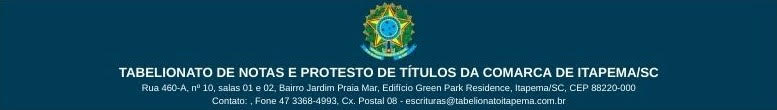 TABELIONATO DE NOTAS E PROTESTO DE TÍTULOS DA COMARCA DE ITAPEMA/SC
Rua 460-A, nº 10, salas 01 e 02, Bairro Jardim Praia Mar, Edifício Green Park Residence, Itapema/SC, CEP 88220-000
Contato: , Fone 47 3368-4993, Cx. Postal 08 - escrituras@tabelionatoitapema.com.br